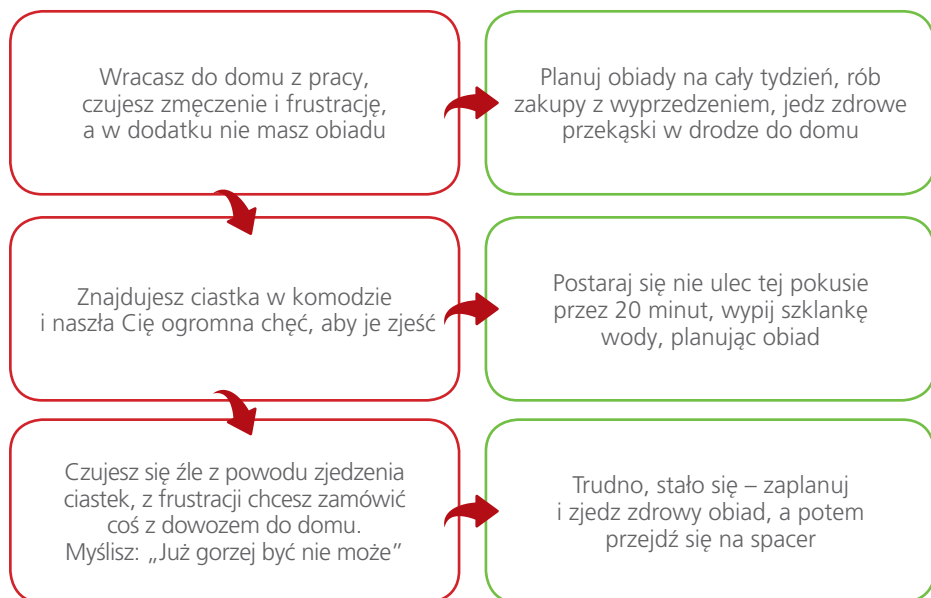 Wracasz do domu z pracy,
czujesz zmęczenie i frustrację,
a w dodatku nie masz obiadu
Planuj obiady na cały tydzień, rób
zakupy z wyprzedzeniem, jedz zdrowe
przekąski w drodze do domu
Znajdujesz ciastka w komodzie
i naszła Cię ogromna chęć, aby je zjeść
Postaraj się nie ulec tej pokusie
przez 20 minut, wypij szklankę
wody, planując obiad
Czujesz się źle z powodu zjedzenia
ciastek, z frustracji chcesz zamówić
coś z dowozem do domu.
Myślisz: „Już gorzej być nie może”
Trudno, stało się – zaplanuj
i zjedz zdrowy obiad, a potem
przejdź się na spacer